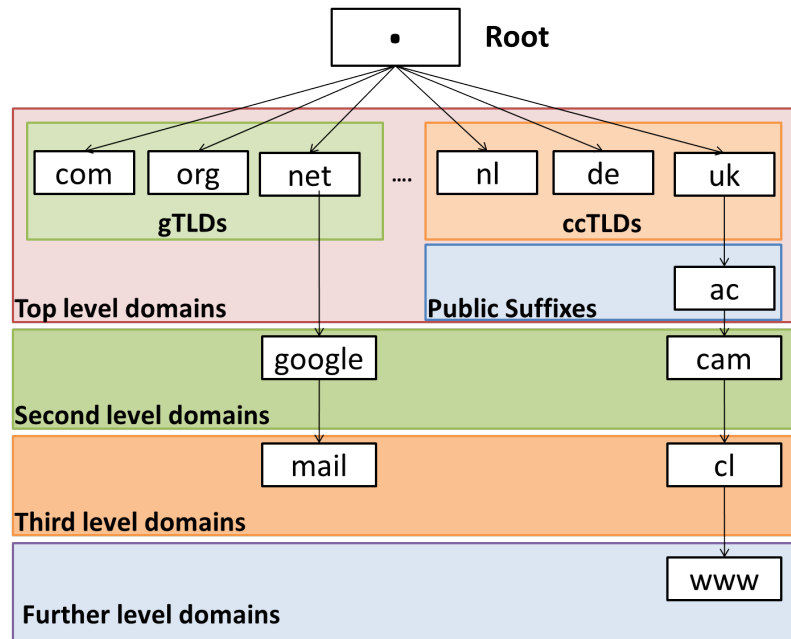 .
Root
com
org
net
....
nl
de
uk
gTLDs
ccTLDs
ac
Top level domains
Public Suffixes
google
cam
Second level domains
mail
cl
Third level domains
www
Further level domains